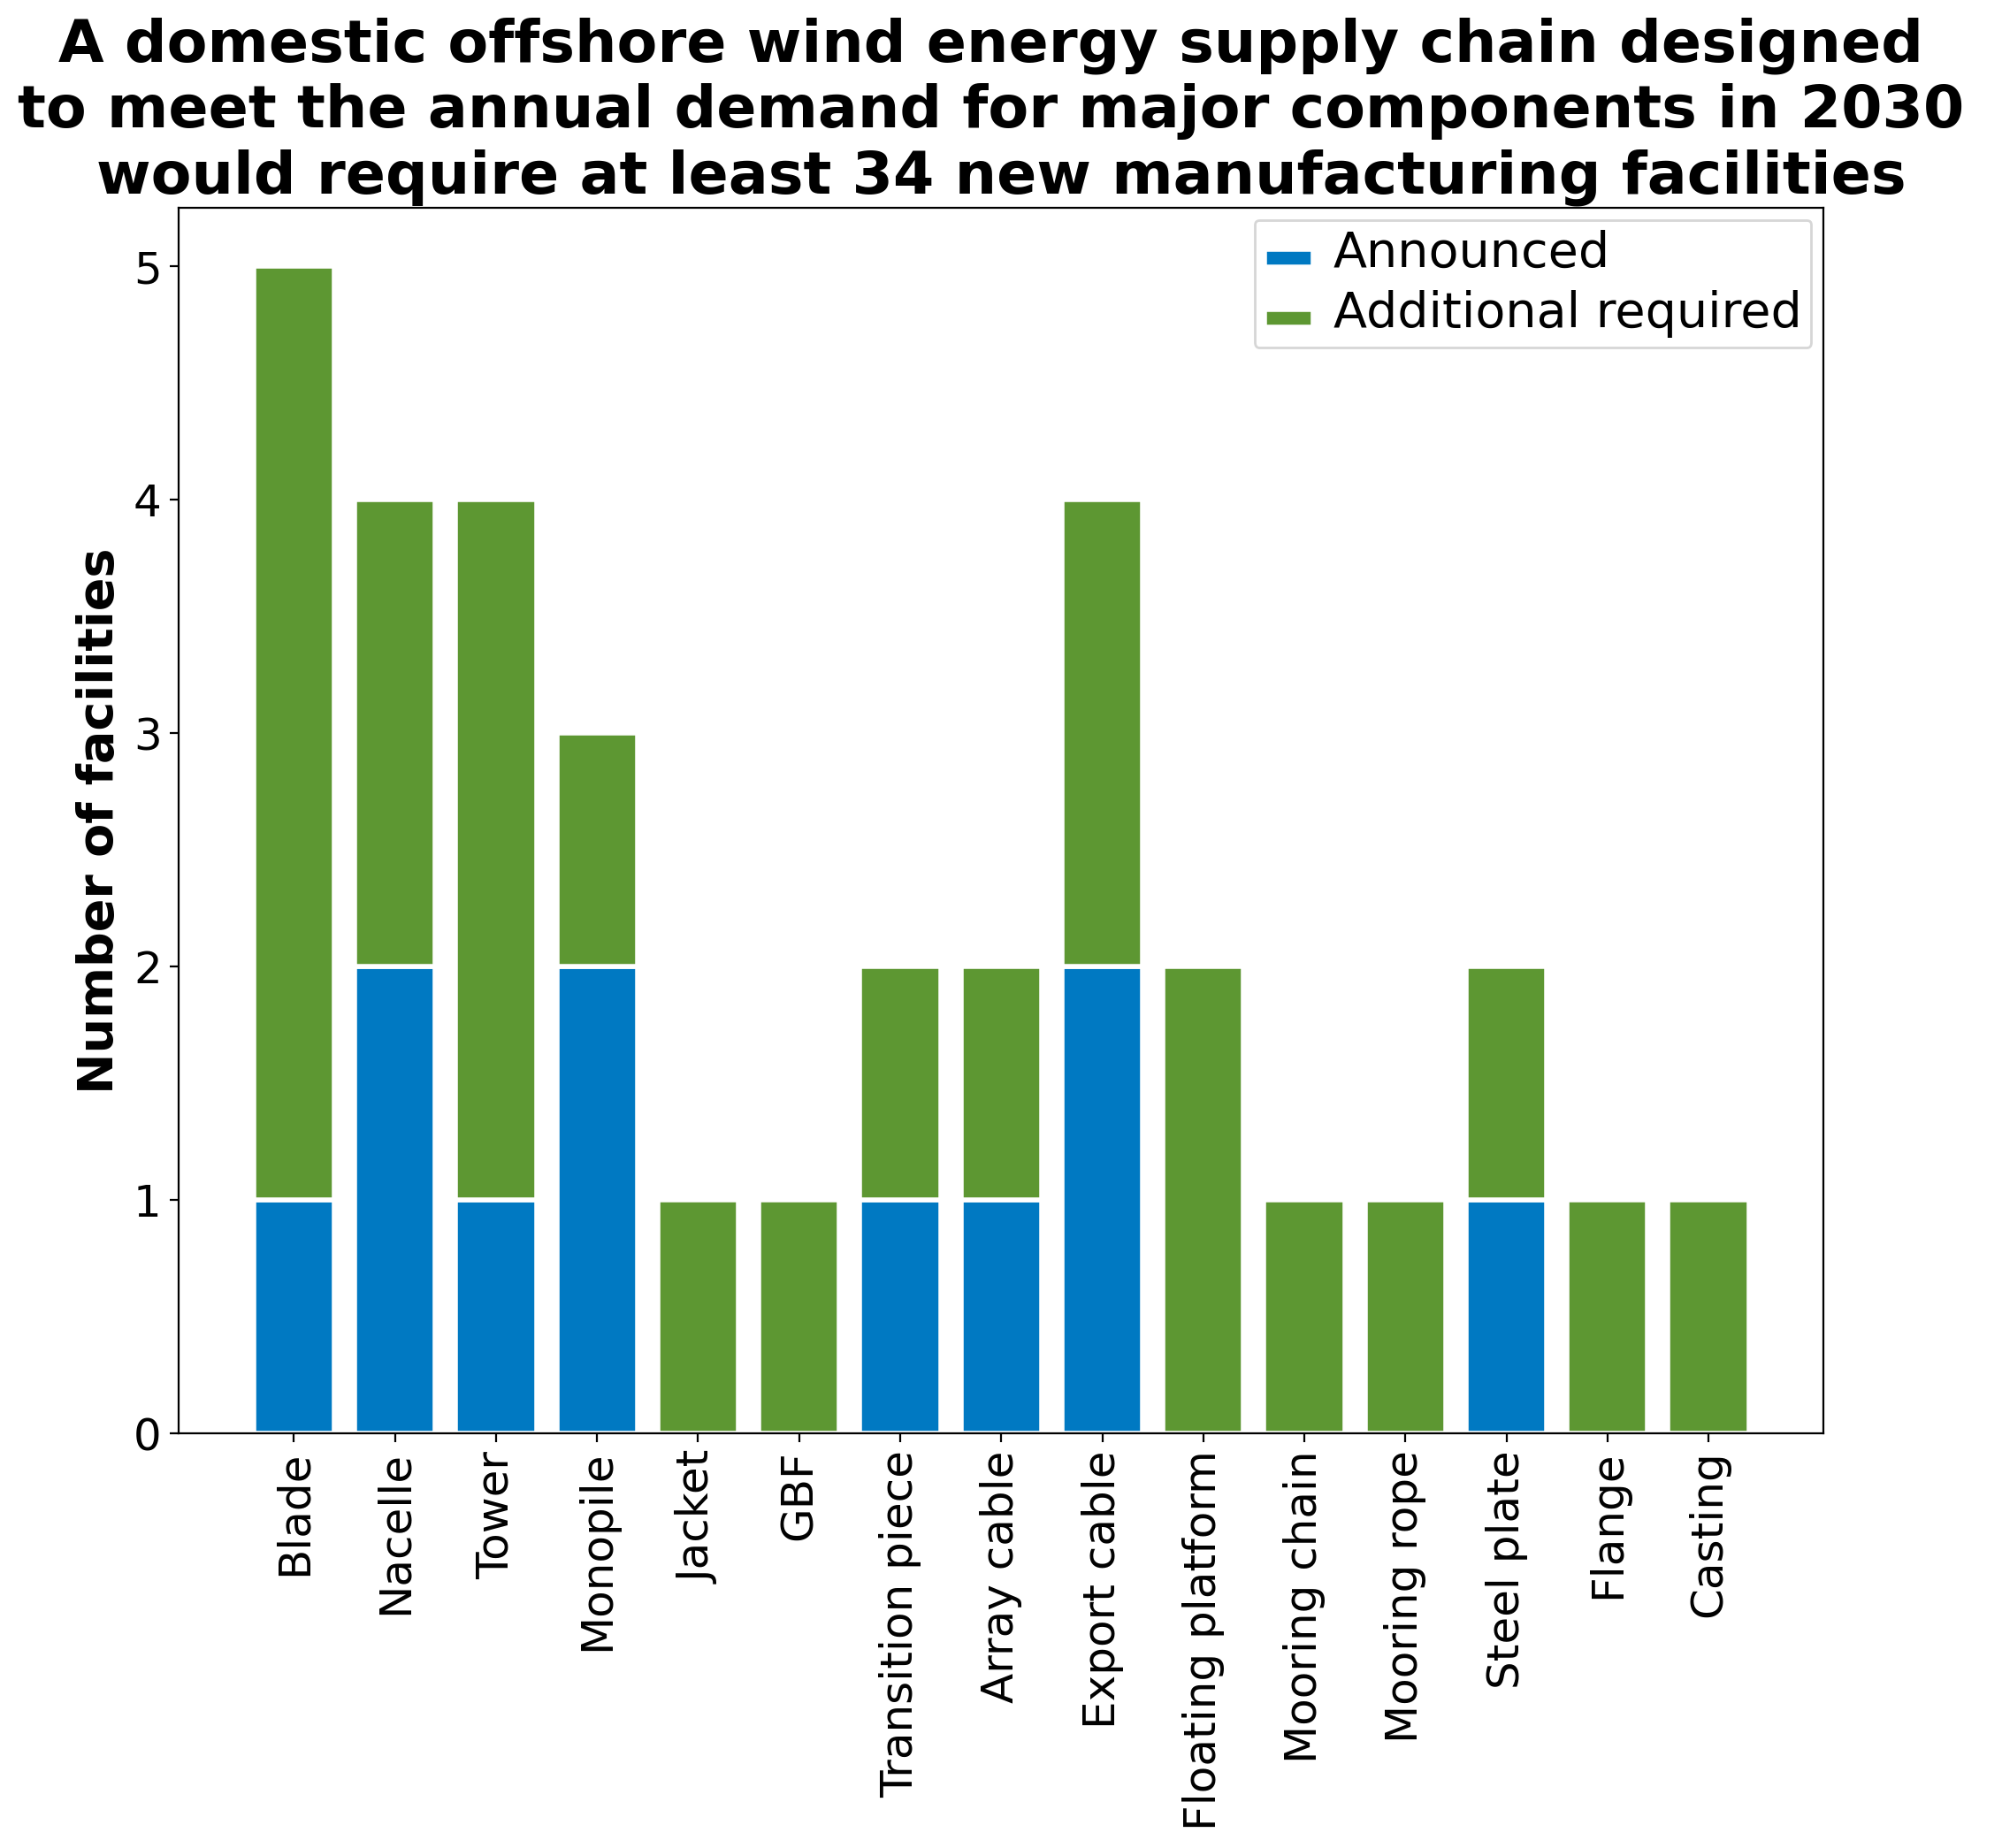 A domestic offshore wind energy supply chain designed
to meet the annual demand for major components in 2030
would require at least 34 new manufacturing facilities
Announced
Additional required
Number of facilities
5
4
3
2
1
0
Blade
Nacelle
Tower
Monopile
Jacket
GBF
Transition piece
Array cable
Export cable
Floating platform
Mooring chain
Mooring rope
Steel plate
Flange
Casting